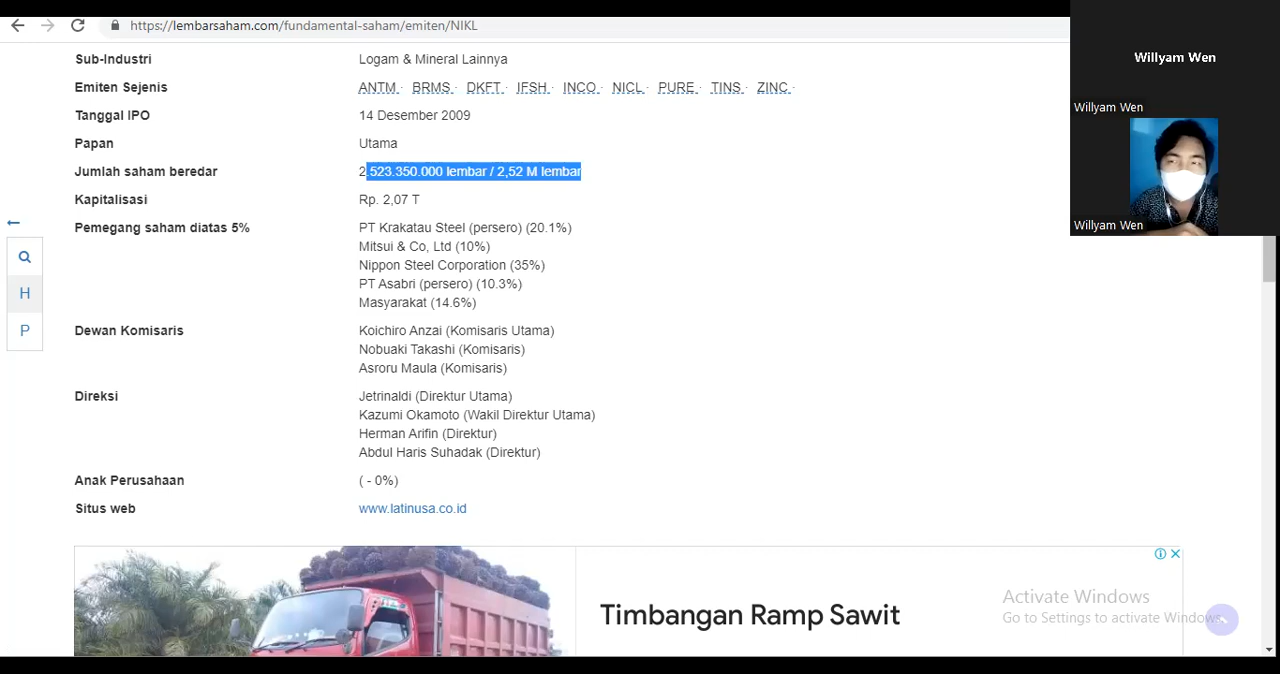 https://lembarsaham.com/fundamental-saham/emiten/NIKL
Willyam Wen
Willyam Wen
Willyam Wen
Sub-Industri Logam & Mineral Lainnya
Emiten Sejenis ANTM · BRMS · DKFT · IFSH · INCO · NICL · PURE · TINS · ZINC ·
Tanggal IPO 14 Desember 2009
Papan Utama
Jumlah saham beredar 2,523.350.000 lembar / 2,52 M lembar
Kapitalisasi Rp. 2,07 T
Pemegang saham diatas 5% PT Krakatau Steel (persero) (20.1%)
Mitsui & Co, Ltd (10%)
Nippon Steel Corporation (35%)
PT Asabri (persero) (10.3%)
Masyarakat (14.6%)
H
P
Dewan Komisaris Koichiro Anzai (Komisaris Utama)
Nobuaki Takashi (Komisaris)
Asroru Maula (Komisaris)
Direksi Jetrinaldi (Direktur Utama)
Kazumi Okamoto (Wakil Direktur Utama)
Herman Arifin (Direktur)
Abdul Haris Suhadak (Direktur)
Anak Perusahaan ( - 0%)
Situs web www.latinusa.co.id
Timbangan Ramp Sawit
Activate Windows
Go to Settings to activate Windows.